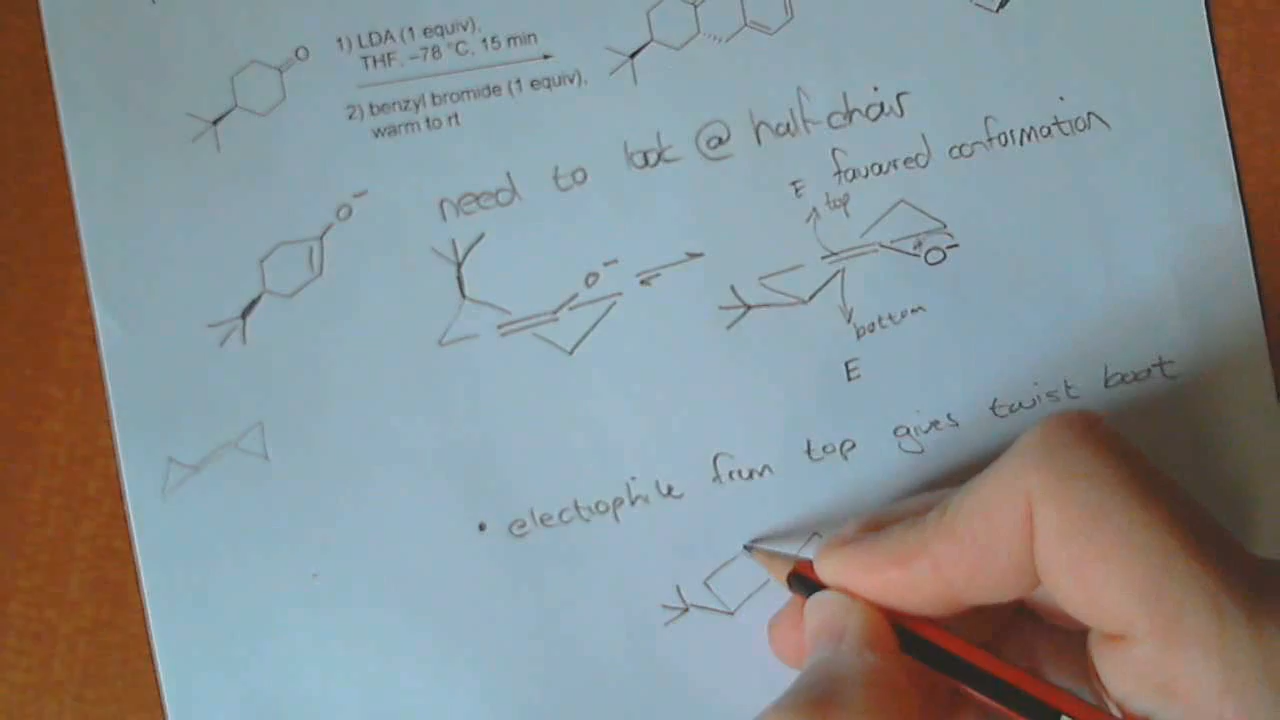 O
1) LDA (1 equiv),
THF, –78 °C, 15 min
2) benzyl bromide (1 equiv),
warm to rt
need to look @ half-chair
favoured conformation
O⁻
O⁻
E
top
O⁻
bottom
E
• electrophile from top gives twist boat